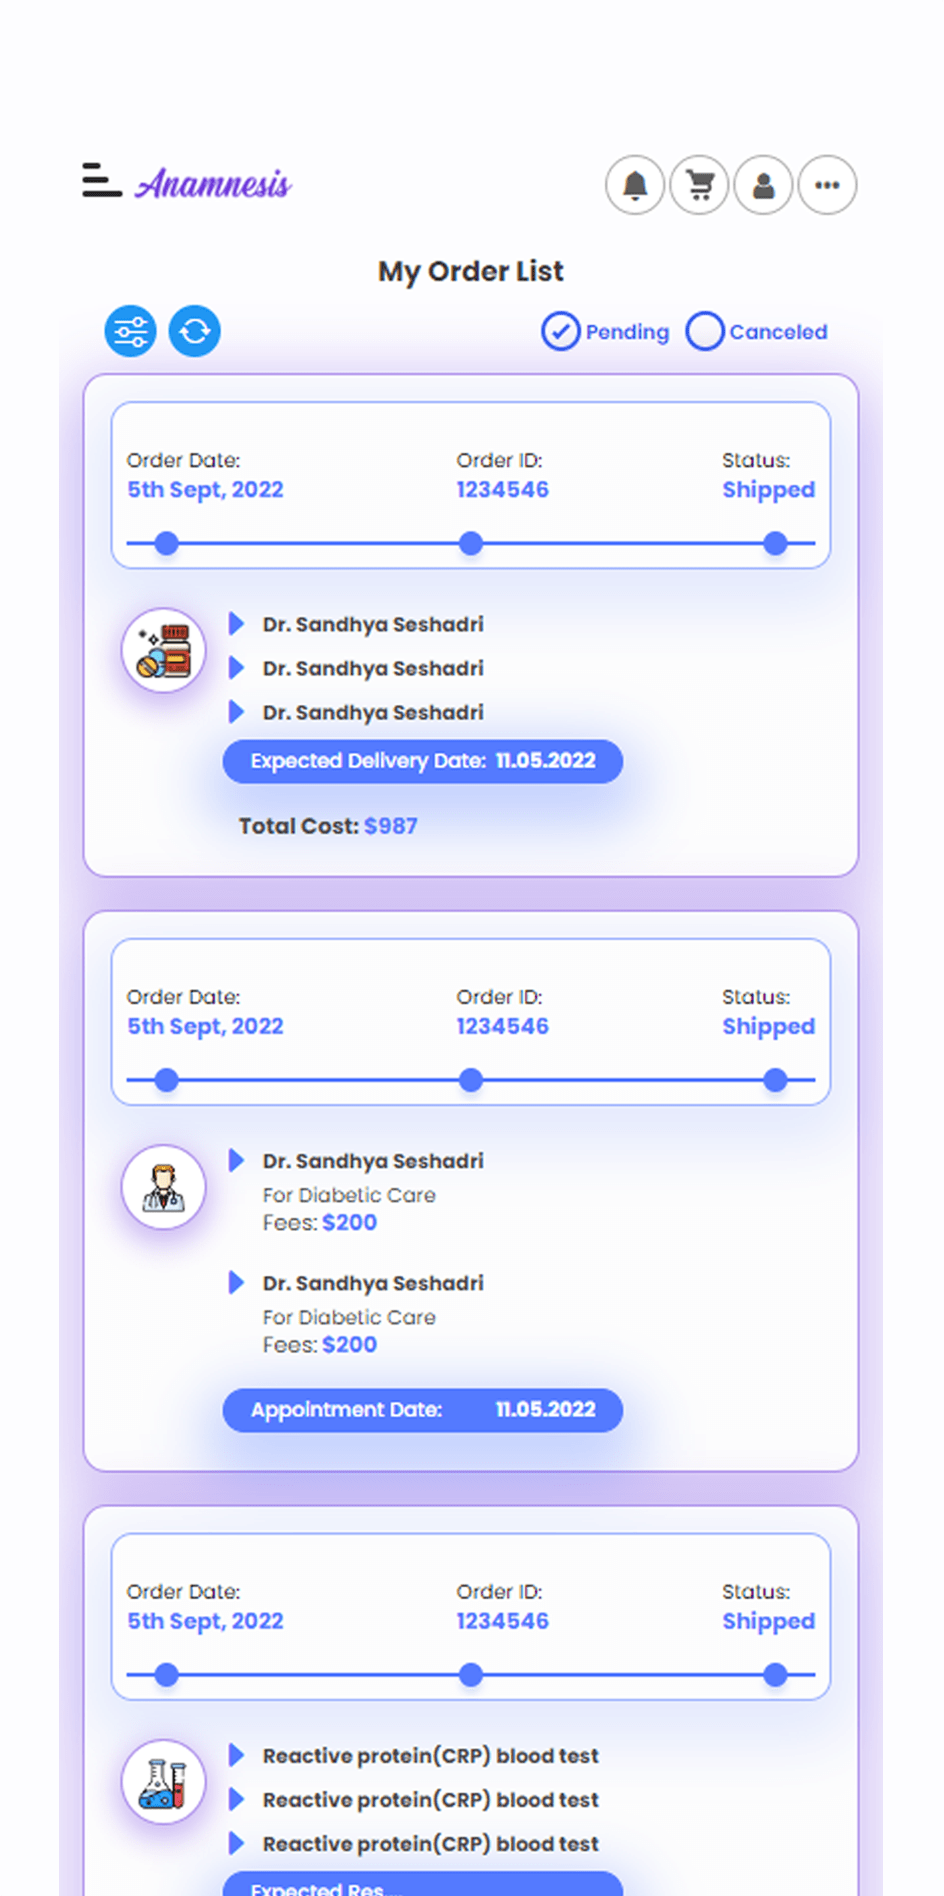 Anamnesis
My Order List
Pending Canceled
Order Date: Order ID: Status:
5th Sept, 2022 1234546 Shipped
Dr. Sandhya Seshadri
Dr. Sandhya Seshadri
Dr. Sandhya Seshadri
Expected Delivery Date: 11.05.2022
Total Cost: $987
Order Date: Order ID: Status:
5th Sept, 2022 1234546 Shipped
Dr. Sandhya Seshadri
For Diabetic Care
Fees: $200
Dr. Sandhya Seshadri
For Diabetic Care
Fees: $200
Appointment Date: 11.05.2022
Order Date: Order ID: Status:
5th Sept, 2022 1234546 Shipped
Reactive protein(CRP) blood test
Reactive protein(CRP) blood test
Reactive protein(CRP) blood test
Expected Res....